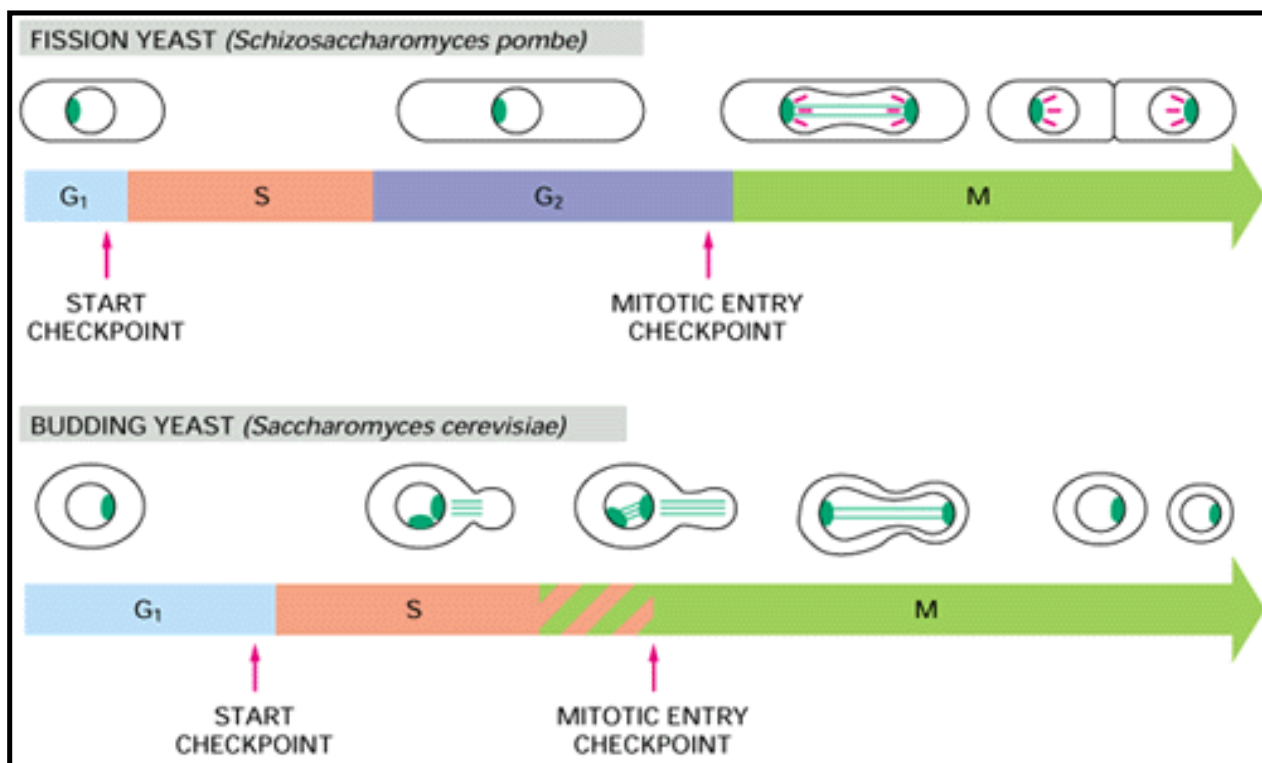 FISSION YEAST (Schizosaccharomyces pombe)
G₁ S G₂ M
START
CHECKPOINT
MITOTIC ENTRY
CHECKPOINT
BUDDING YEAST (Saccharomyces cerevisiae)
G₁ S M
START
CHECKPOINT
MITOTIC ENTRY
CHECKPOINT